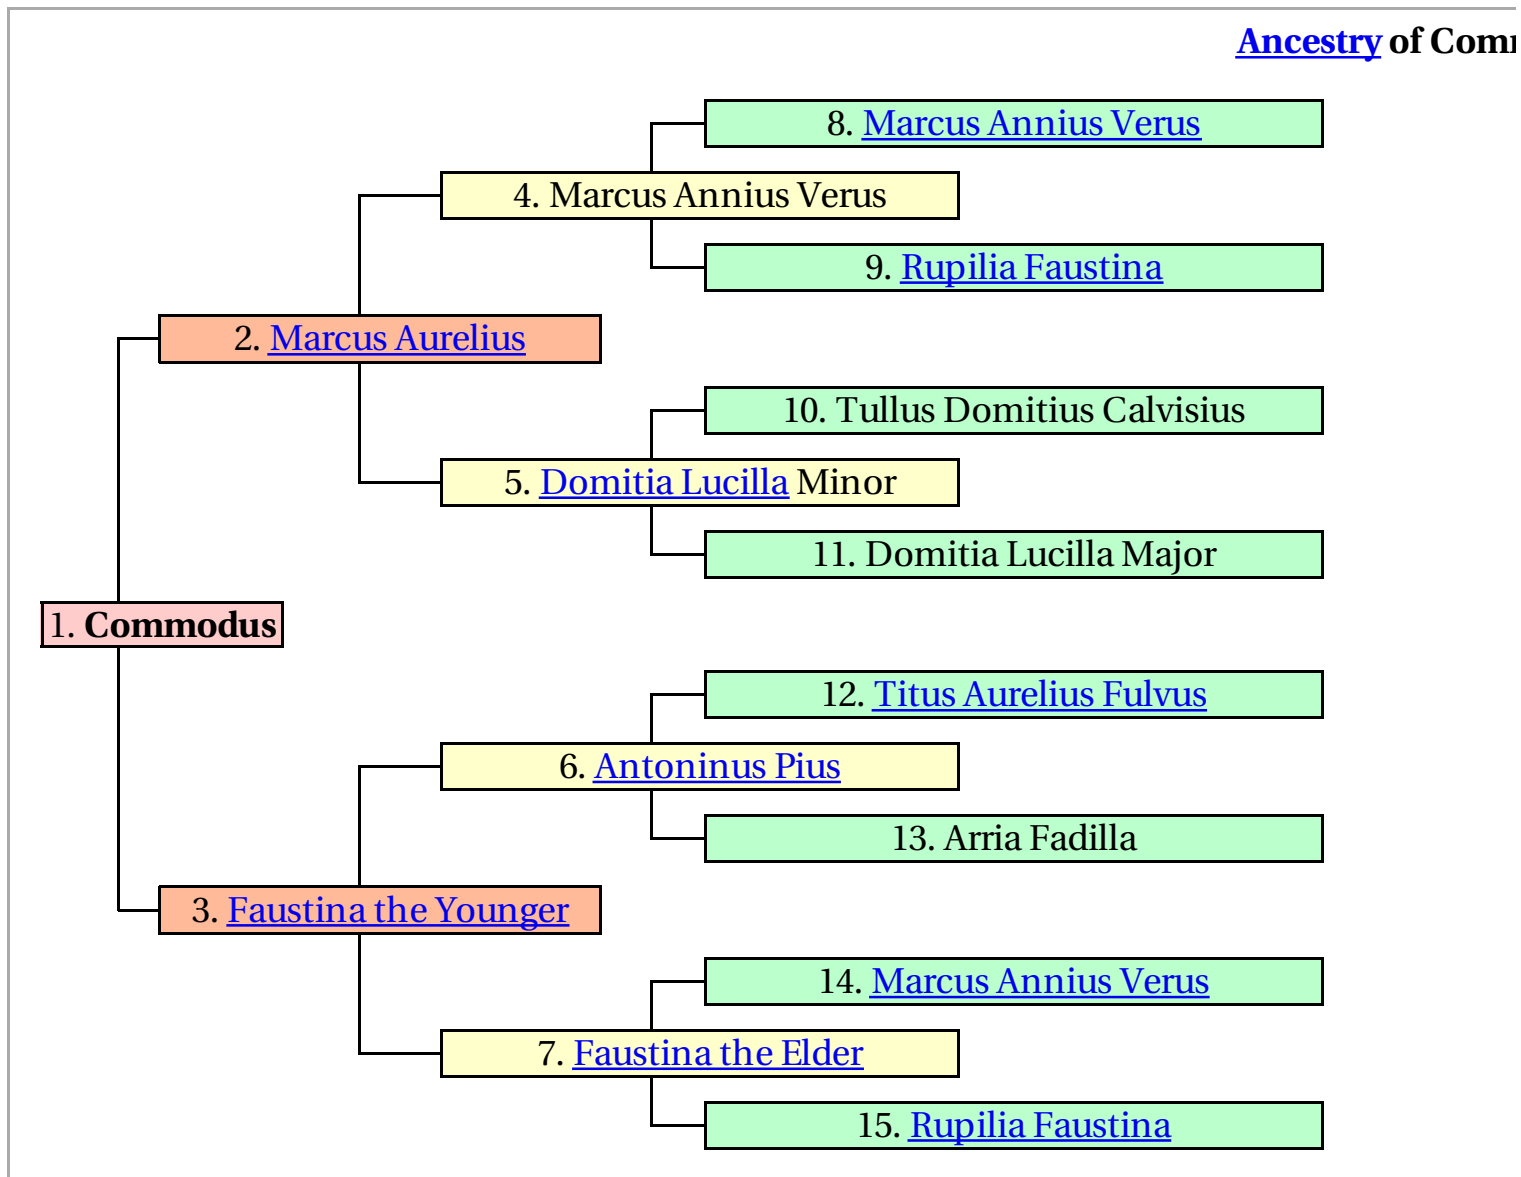 Ancestry of Com
8. Marcus Annius Verus
4. Marcus Annius Verus
9. Rupilia Faustina
2. Marcus Aurelius
10. Tullus Domitius Calvisius
5. Domitia Lucilla Minor
11. Domitia Lucilla Major
1. Commodus
12. Titus Aurelius Fulvus
6. Antoninus Pius
13. Arria Fadilla
3. Faustina the Younger
14. Marcus Annius Verus
7. Faustina the Elder
15. Rupilia Faustina